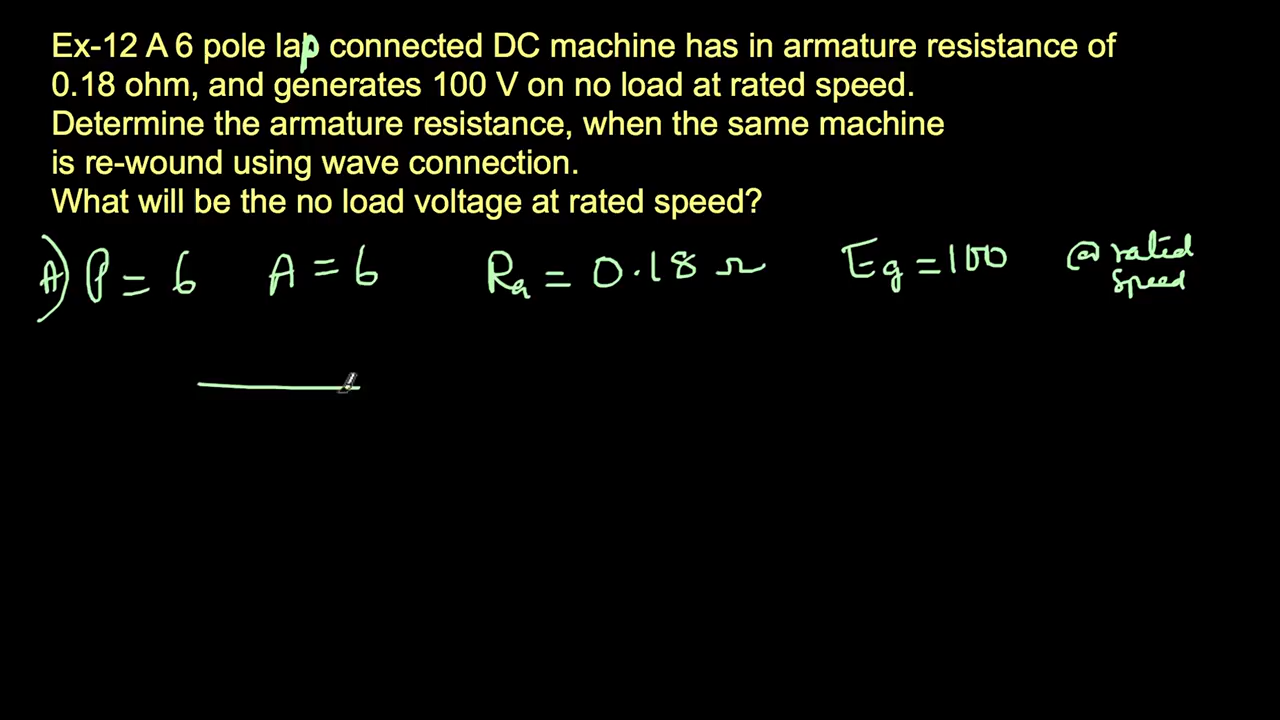 Ex-12 A 6 pole lap connected DC machine has in armature resistance of
0.18 ohm, and generates 100 V on no load at rated speed.
Determine the armature resistance, when the same machine
is re-wound using wave connection.
What will be the no load voltage at rated speed?
A) P = 6 A = 6 Ra = 0.18 Ω Eg = 100 @ rated
speed